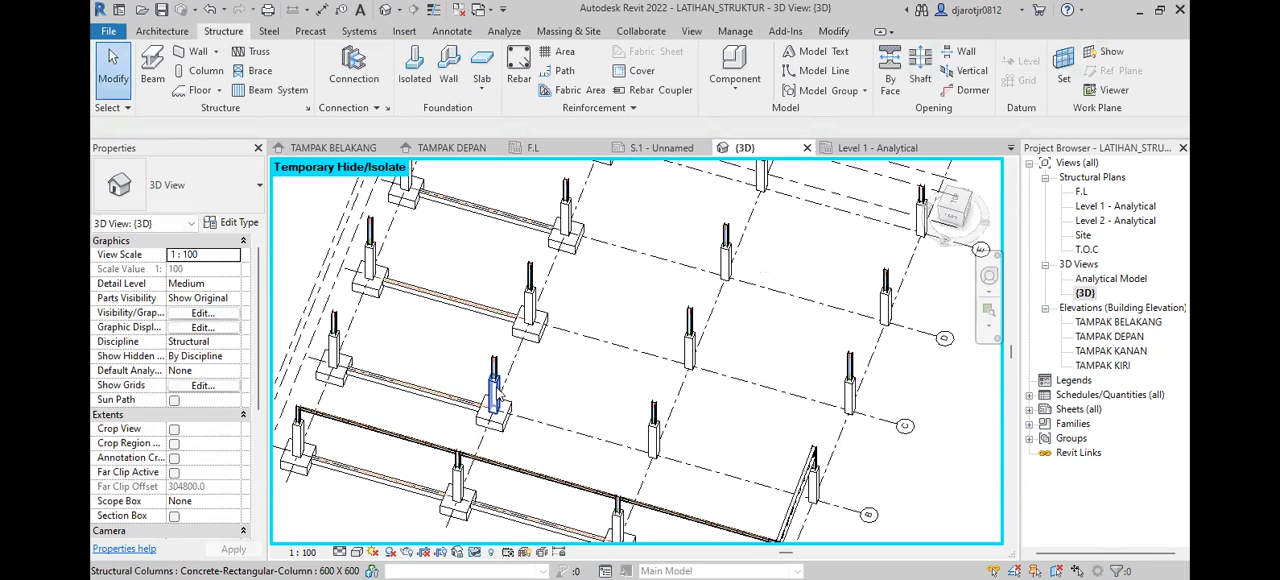 Autodesk Revit 2022 - LATIHAN_STRUKTUR - 3D View: {3D}
djarotjr0812
File Architecture Structure Steel Precast Systems Insert Annotate Analyze Massing & Site Collaborate View Manage Add-Ins Modify
Modify Beam Wall Truss Connection Isolated Wall Slab Rebar Area Fabric Sheet Component Model Text By Face Shaft Wall Level Set Show
Column Brace Path Cover Model Line Vertical Grid Ref Plane
Floor Beam System Fabric Area Rebar Coupler Model Group Dormer Viewer
Select Structure Connection Foundation Reinforcement Model Opening Datum Work Plane
Properties
TAMPAK BELAKANG TAMPAK DEPAN F.L S.1 - Unnamed {3D} Level 1 - Analytical
Project Browser - LATIHAN_STRU...
3D View
3D View: {3D} Edit Type
Graphics
View Scale 1 : 100
Scale Value 1: 100
Detail Level Medium
Parts Visibility Show Original
Visibility/Grap... Edit...
Graphic Displ... Edit...
Discipline Structural
Show Hidden ... By Discipline
Default Analy... None
Show Grids Edit...
Sun Path
Extents
Crop View
Crop Region ...
Annotation Cr...
Far Clip Active
Far Clip Offset 304800.0
Scope Box None
Section Box
Camera
Properties help Apply
Temporary Hide/Isolate
E
D
C
B
Views (all)
Structural Plans
F.L
Level 1 - Analytical
Level 2 - Analytical
Site
T.O.C
3D Views
Analytical Model
{3D}
Elevations (Building Elevation)
TAMPAK BELAKANG
TAMPAK DEPAN
TAMPAK KANAN
TAMPAK KIRI
Legends
Schedules/Quantities (all)
Sheets (all)
Families
Groups
Revit Links
1 : 100
Structural Columns : Concrete-Rectangular-Column : 600 X 600
:0
Main Model
:0